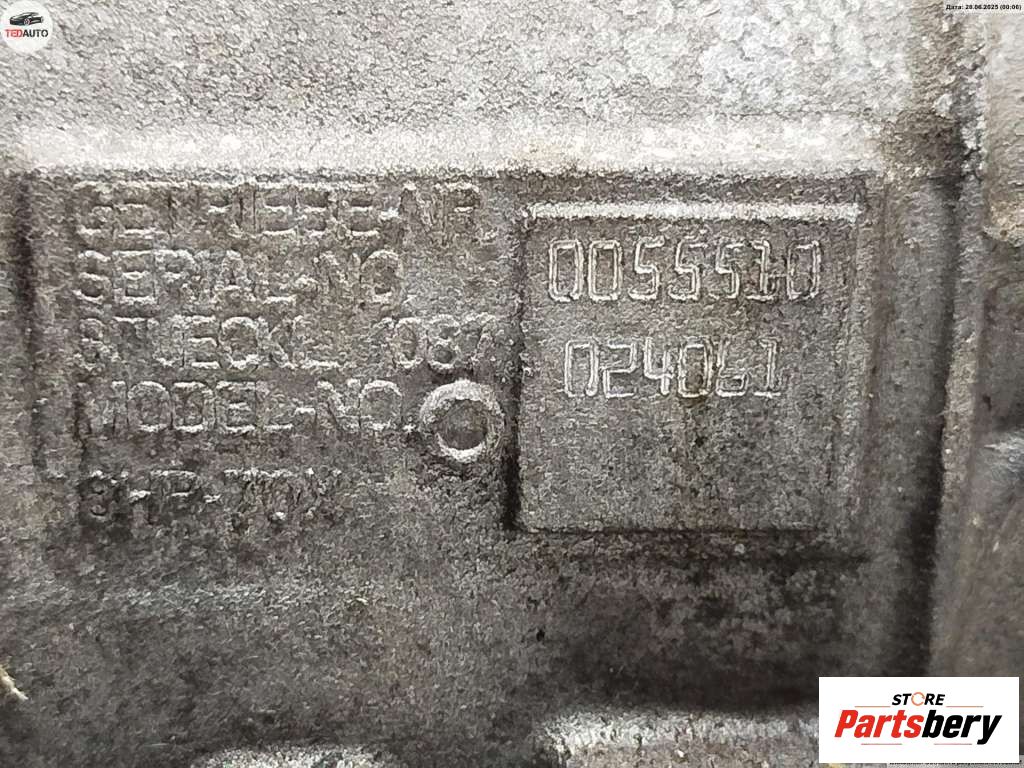 TEDAUTO
Дата: 28.06.2025 (00:06)
GETRIEBE-NR.
SERIAL-NO.
STUECKL. 1087
MODEL-NO.
8HP-70X
0055510
024061
STORE
Partsbery